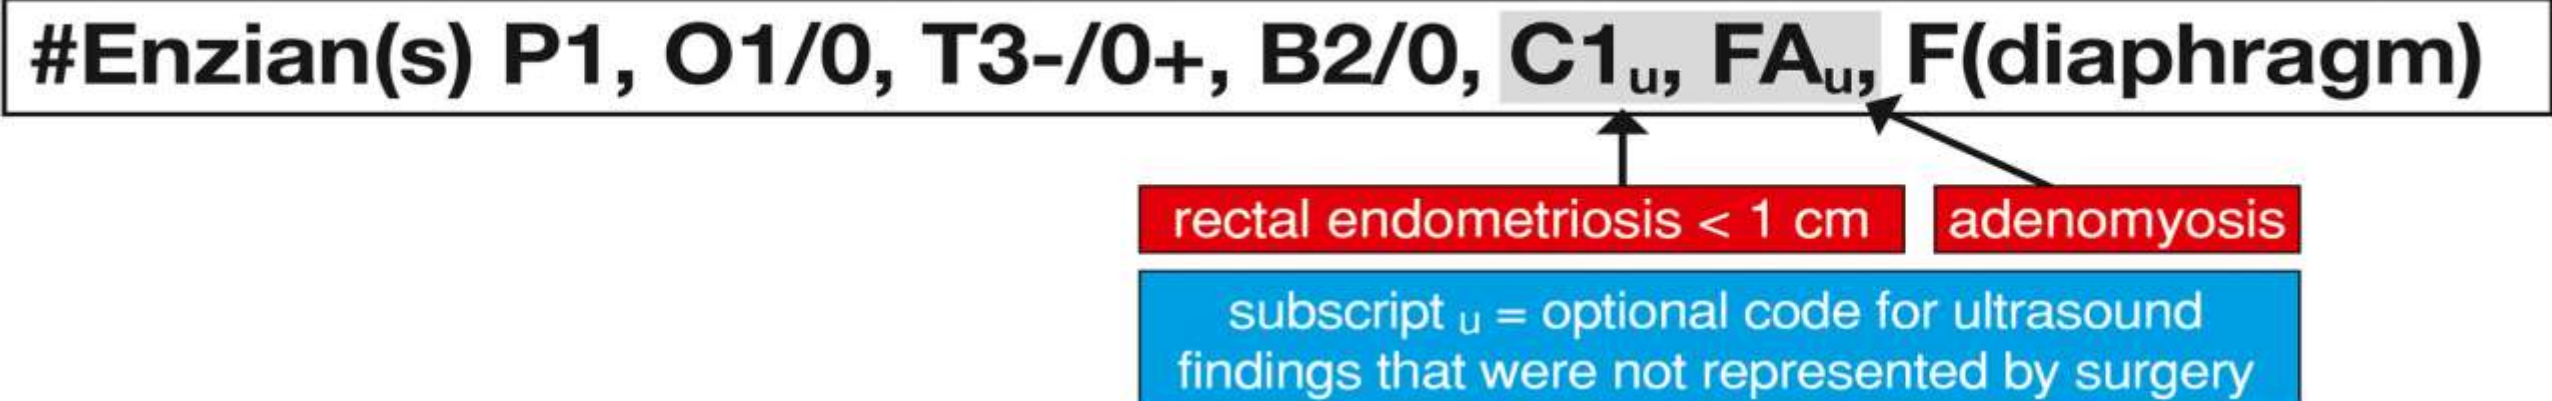 #Enzian(s) P1, O1/0, T3-/0+, B2/0, C1u, FAu, F(diaphragm)
rectal endometriosis < 1 cm
adenomyosis
subscript u = optional code for ultrasound
findings that were not represented by surgery